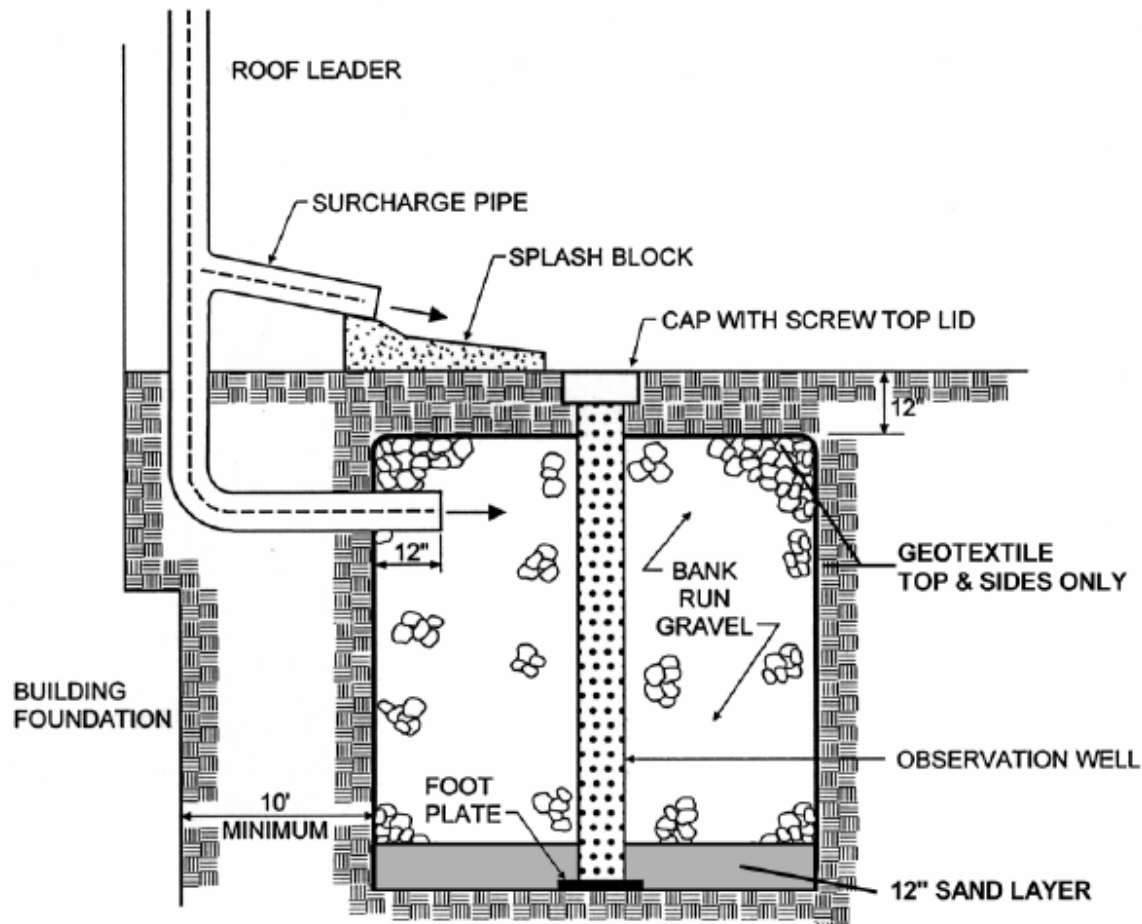 ROOF LEADER
SURCHARGE PIPE
SPLASH BLOCK
CAP WITH SCREW TOP LID
12"
12"
GEOTEXTILE
TOP & SIDES ONLY
BANK
RUN
GRAVEL
BUILDING
FOUNDATION
OBSERVATION WELL
FOOT
PLATE
10'
MINIMUM
12" SAND LAYER